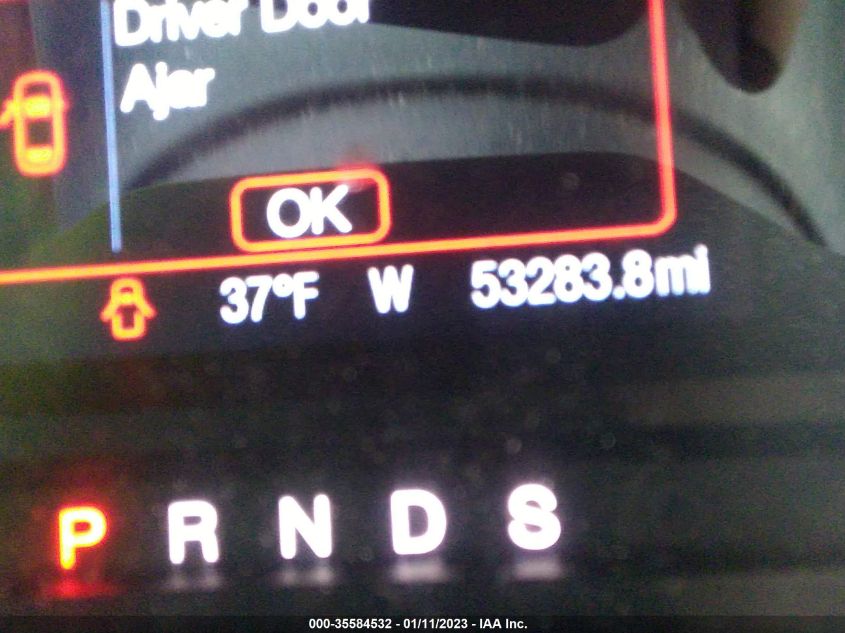 Driver Door
Ajar
OK
37°F W 53283.8mi
P R N D S
000-35584532 - 01/11/2023 - IAA Inc.